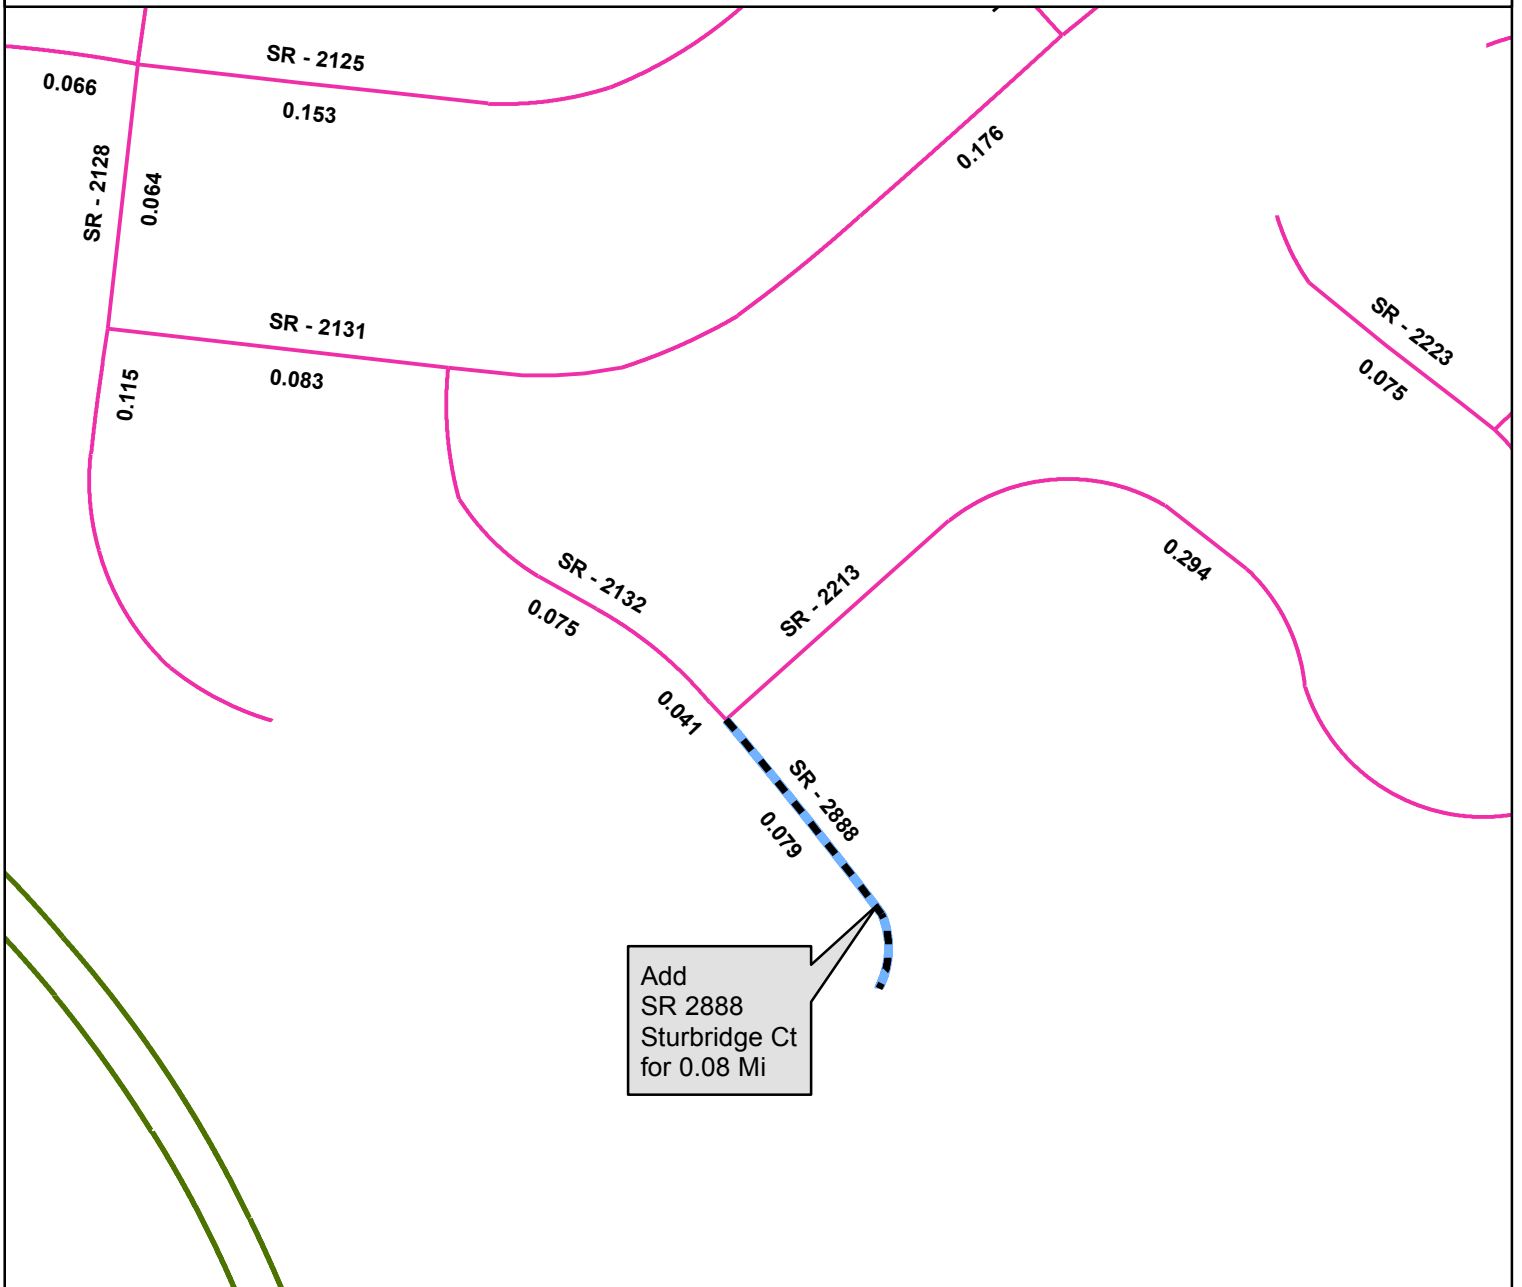 SR - 2125
0.066
0.153
0.176
SR - 2128
0.064
SR - 2131
0.083
0.115
SR - 2223
0.075
SR - 2132
0.075
SR - 2213
0.294
0.041
SR - 2888
0.079
Add
SR 2888
Sturbridge Ct
for 0.08 Mi